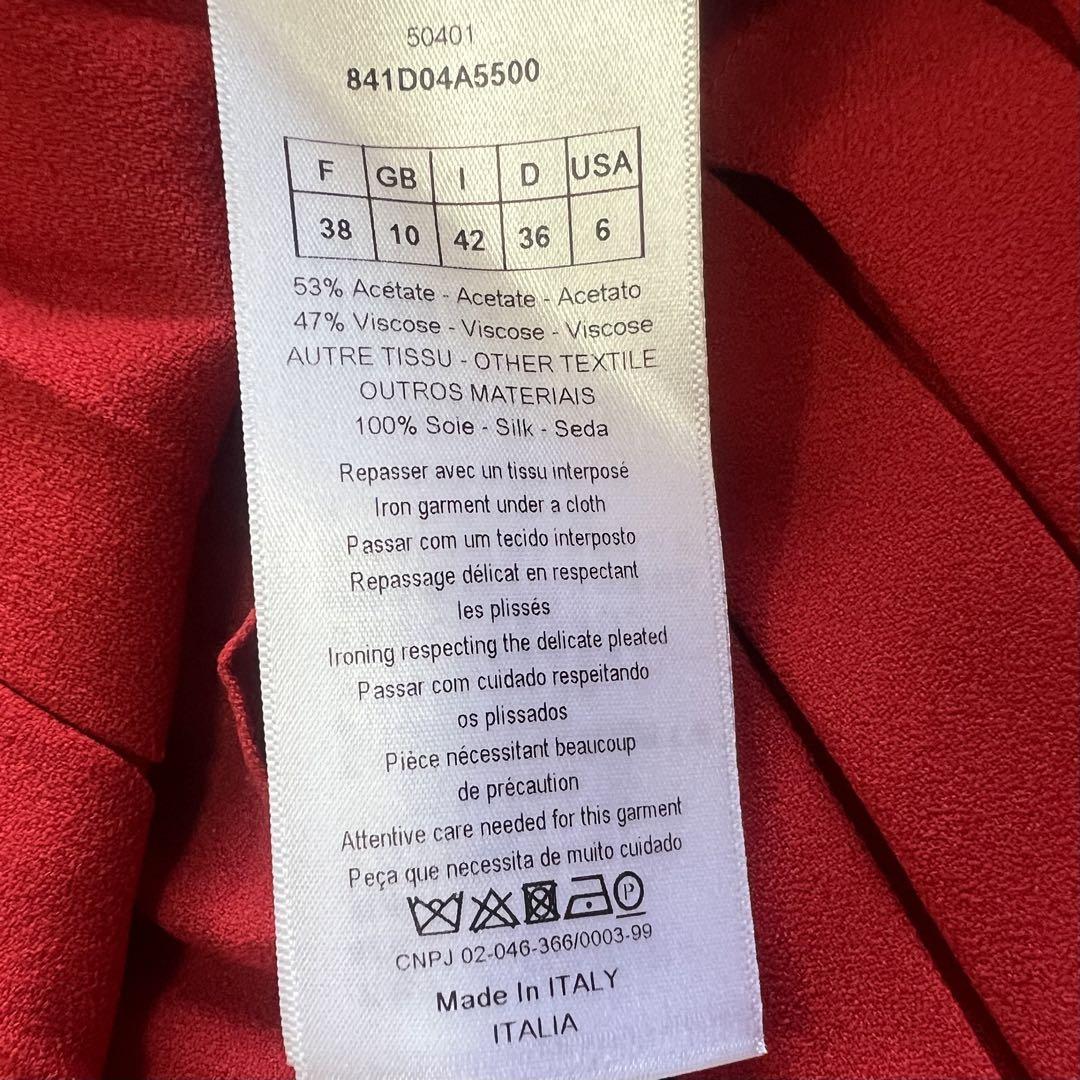 50401
841D04A5500
F GB I D USA
38 10 42 36 6
53% Acétate - Acetate - Acetato
47% Viscose - Viscose - Viscose
AUTRE TISSU - OTHER TEXTILE
OUTROS MATERIAIS
100% Soie - Silk - Seda
Repasser avec un tissu interposé
Iron garment under a cloth
Passar com um tecido interposto
Repassage délicat en respectant
les plissés
Ironing respecting the delicate pleated
Passar com cuidado respeitando
os plissados
Pièce nécessitant beaucoup
de précaution
Attentive care needed for this garment
Peça que necessita de muito cuidado
P
CNPJ 02-046-366/0003-99
Made In ITALY
ITALIA